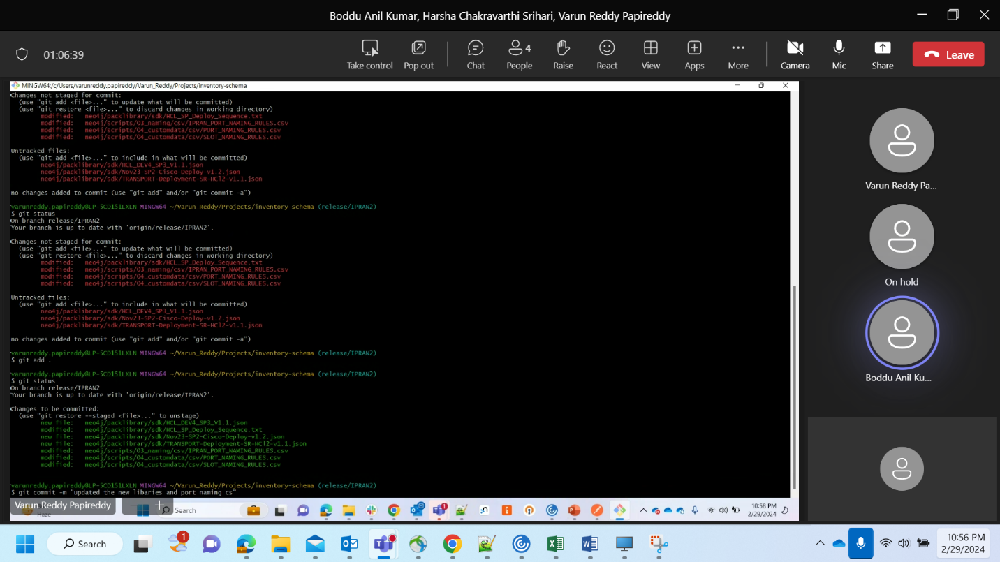 Boddu Anil Kumar, Harsha Chakravarthi Srihari, Varun Reddy Papireddy
01:06:39
Take control
Pop out
Chat
4
People
Raise
React
View
Apps
More
Camera
Mic
Share
Leave
MINGW64:/c/Users/varunreddy.papireddy/Varun_Reddy/Projects/inventory-schema
Changes not staged for commit:
(use "git add <file>..." to update what will be committed)
(use "git restore <file>..." to discard changes in working directory)
modified: neo4j/packlibrary/sdk/HCL_SP_Deploy_Sequence.txt
modified: neo4j/scripts/03_naming/csv/IPRAN_PORT_NAMING_RULES.csv
modified: neo4j/scripts/04_customdata/csv/PORT_NAMING_RULES.csv
modified: neo4j/scripts/04_customdata/csv/SLOT_NAMING_RULES.csv
Untracked files:
(use "git add <file>..." to include in what will be committed)
neo4j/packlibrary/sdk/HCL_DEV4_SP3_V1.1.json
neo4j/packlibrary/sdk/Nov23-SP2-Cisco-Deploy-v1.2.json
neo4j/packlibrary/sdk/TRANSPORT-Deployment-SR-HCl2-v1.1.json
no changes added to commit (use "git add" and/or "git commit -a")
varunreddy.papireddy@LP-5CD151LXLN MINGW64 ~/Varun_Reddy/Projects/inventory-schema (release/IPRAN2)
$ git status
On branch release/IPRAN2
Your branch is up to date with 'origin/release/IPRAN2'.
Changes not staged for commit:
(use "git add <file>..." to update what will be committed)
(use "git restore <file>..." to discard changes in working directory)
modified: neo4j/packlibrary/sdk/HCL_SP_Deploy_Sequence.txt
modified: neo4j/scripts/03_naming/csv/IPRAN_PORT_NAMING_RULES.csv
modified: neo4j/scripts/04_customdata/csv/PORT_NAMING_RULES.csv
modified: neo4j/scripts/04_customdata/csv/SLOT_NAMING_RULES.csv
Untracked files:
(use "git add <file>..." to include in what will be committed)
neo4j/packlibrary/sdk/HCL_DEV4_SP3_V1.1.json
neo4j/packlibrary/sdk/Nov23-SP2-Cisco-Deploy-v1.2.json
neo4j/packlibrary/sdk/TRANSPORT-Deployment-SR-HCl2-v1.1.json
no changes added to commit (use "git add" and/or "git commit -a")
varunreddy.papireddy@LP-5CD151LXLN MINGW64 ~/Varun_Reddy/Projects/inventory-schema (release/IPRAN2)
$ git add .
varunreddy.papireddy@LP-5CD151LXLN MINGW64 ~/Varun_Reddy/Projects/inventory-schema (release/IPRAN2)
$ git status
On branch release/IPRAN2
Your branch is up to date with 'origin/release/IPRAN2'.
Changes to be committed:
(use "git restore --staged <file>..." to unstage)
new file: neo4j/packlibrary/sdk/HCL_DEV4_SP3_V1.1.json
modified: neo4j/packlibrary/sdk/HCL_SP_Deploy_Sequence.txt
new file: neo4j/packlibrary/sdk/Nov23-SP2-Cisco-Deploy-v1.2.json
new file: neo4j/packlibrary/sdk/TRANSPORT-Deployment-SR-HCl2-v1.1.json
modified: neo4j/scripts/03_naming/csv/IPRAN_PORT_NAMING_RULES.csv
modified: neo4j/scripts/04_customdata/csv/PORT_NAMING_RULES.csv
modified: neo4j/scripts/04_customdata/csv/SLOT_NAMING_RULES.csv
varunreddy.papireddy@LP-5CD151LXLN MINGW64 ~/Varun_Reddy/Projects/inventory-schema (release/IPRAN2)
$ git commit -m "updated the new libaries and port naming cs"
Varun Reddy Papireddy
Haze
Search
10:58 PM
2/29/2024
Varun Reddy Pa...
On hold
Boddu Anil Ku...
Search
1
10:56 PM
2/29/2024